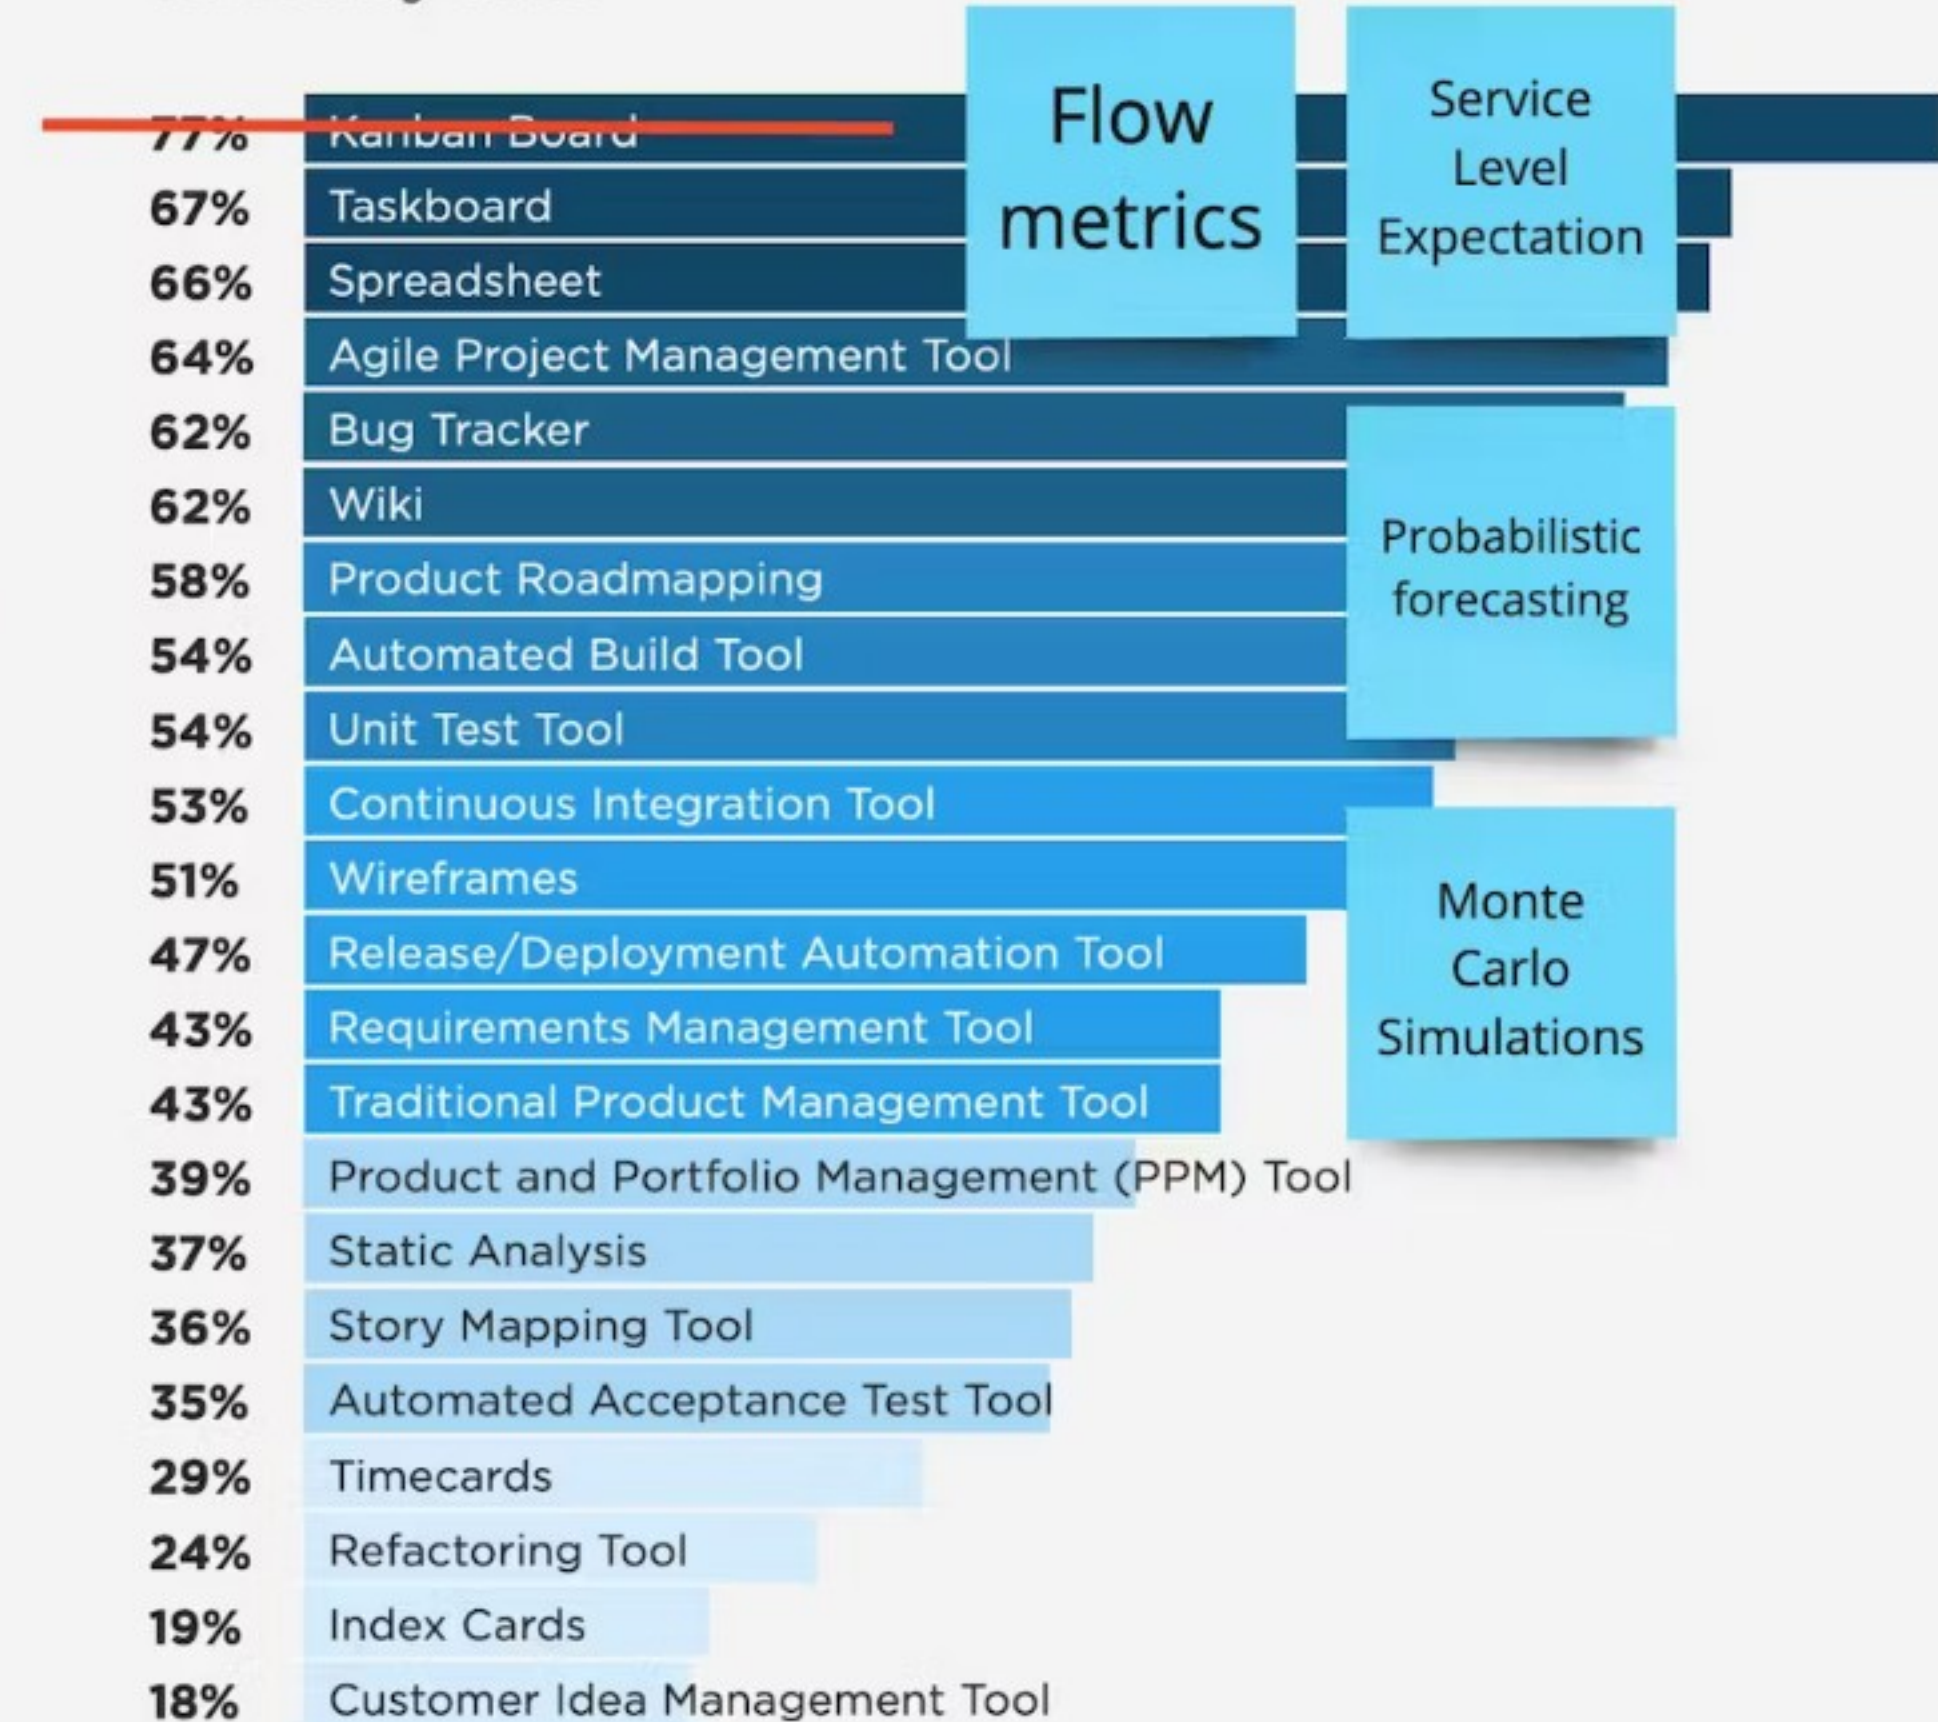 77% Kanban Board
67% Taskboard
66% Spreadsheet
64% Agile Project Management Tool
62% Bug Tracker
62% Wiki
58% Product Roadmapping
54% Automated Build Tool
54% Unit Test Tool
53% Continuous Integration Tool
51% Wireframes
47% Release/Deployment Automation Tool
43% Requirements Management Tool
43% Traditional Product Management Tool
39% Product and Portfolio Management (PPM) Tool
37% Static Analysis
36% Story Mapping Tool
35% Automated Acceptance Test Tool
29% Timecards
24% Refactoring Tool
19% Index Cards
18% Customer Idea Management Tool
Flow
metrics
Service
Level
Expectation
Probabilistic
forecasting
Monte
Carlo
Simulations